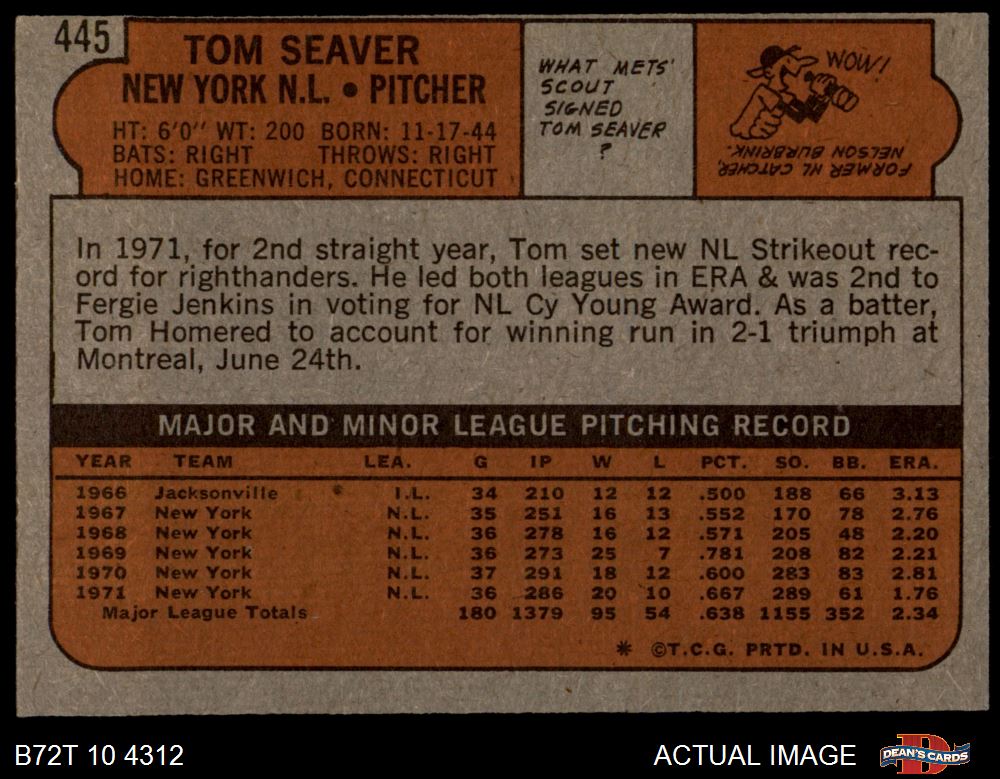 445
TOM SEAVER
NEW YORK N.L. • PITCHER
HT: 6'0" WT: 200 BORN: 11-17-44
BATS: RIGHT THROWS: RIGHT
HOME: GREENWICH, CONNECTICUT
WHAT METS'
SCOUT
SIGNED
TOM SEAVER
?
WOW!
FORMER NL CATCHER,
NELSON BURBRINK.
In 1971, for 2nd straight year, Tom set new NL Strikeout rec-
ord for righthanders. He led both leagues in ERA & was 2nd to
Fergie Jenkins in voting for NL Cy Young Award. As a batter,
Tom Homered to account for winning run in 2-1 triumph at
Montreal, June 24th.
MAJOR AND MINOR LEAGUE PITCHING RECORD
YEAR TEAM LEA. G IP W L PCT. SO. BB. ERA.
1966 Jacksonville I.L. 34 210 12 12 .500 188 66 3.13
1967 New York N.L. 35 251 16 13 .552 170 78 2.76
1968 New York N.L. 36 278 16 12 .571 205 48 2.20
1969 New York N.L. 36 273 25 7 .781 208 82 2.21
1970 New York N.L. 37 291 18 12 .600 283 83 2.81
1971 New York N.L. 36 286 20 10 .667 289 61 1.76
Major League Totals 180 1379 95 54 .638 1155 352 2.34
* ©T.C.G. PRTD. IN U.S.A.
B72T 10 4312
ACTUAL IMAGE
DEAN'S CARDS